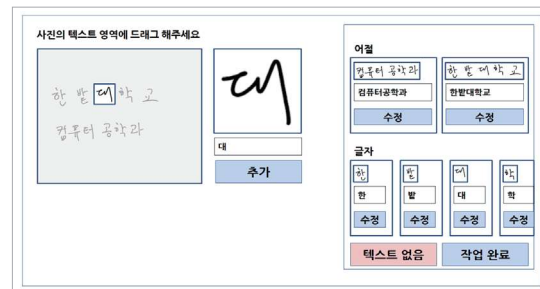 사진의 텍스트 영역에 드래그 해주세요
한 밭 대 학 교
컴퓨터 공학과
대
대
추가
어절
컴퓨터 공학과
한 밭 대 학 교
컴퓨터공학과
한밭대학교
수정
수정
글자
한
밭
대
학
한
밭
대
학
수정
수정
수정
수정
텍스트 없음
작업 완료